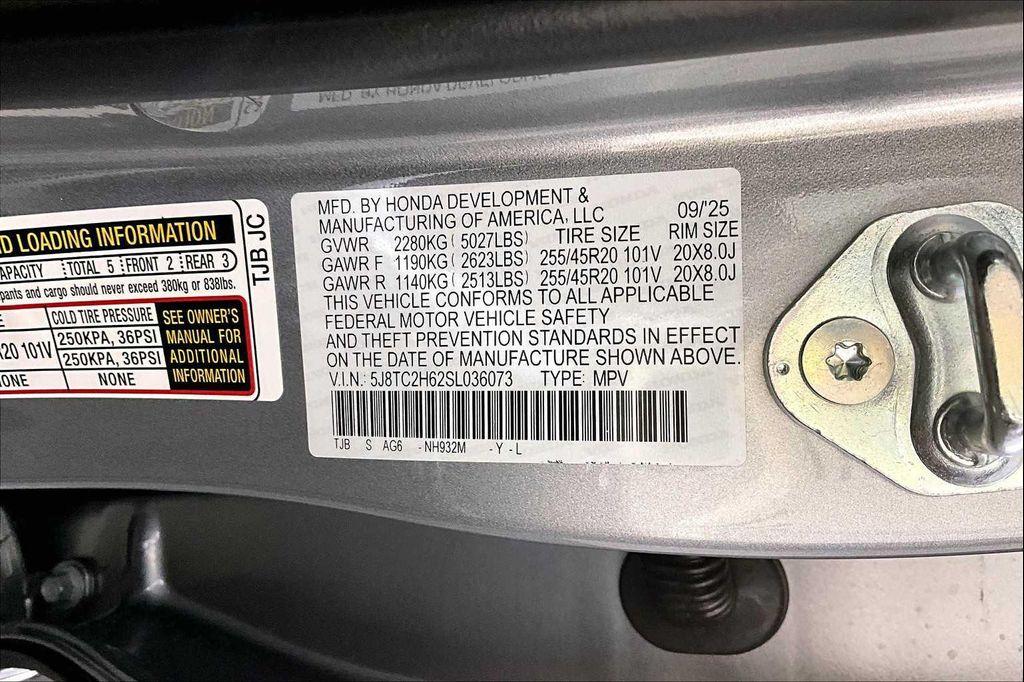 ND LOADING INFORMATION
APACITY TOTAL 5 FRONT 2 REAR 3
pants and cargo should never exceed 380kg or 838lbs.
E COLD TIRE PRESSURE
R20 101V 250KPA, 36PSI
250KPA, 36PSI
ONE NONE
SEE OWNER'S
MANUAL FOR
ADDITIONAL
INFORMATION
TJB JC
MFD. BY HONDA DEVELOPMENT &
MANUFACTURING OF AMERICA, LLC 09/'25
GVWR 2280KG ( 5027LBS) TIRE SIZE RIM SIZE
GAWR F 1190KG ( 2623LBS) 255/45R20 101V 20X8.0J
GAWR R 1140KG ( 2513LBS) 255/45R20 101V 20X8.0J
THIS VEHICLE CONFORMS TO ALL APPLICABLE
FEDERAL MOTOR VEHICLE SAFETY
AND THEFT PREVENTION STANDARDS IN EFFECT
ON THE DATE OF MANUFACTURE SHOWN ABOVE.
V.I.N.: 5J8TC2H62SL036073 TYPE: MPV
TJB S AG6 -NH932M -Y-L